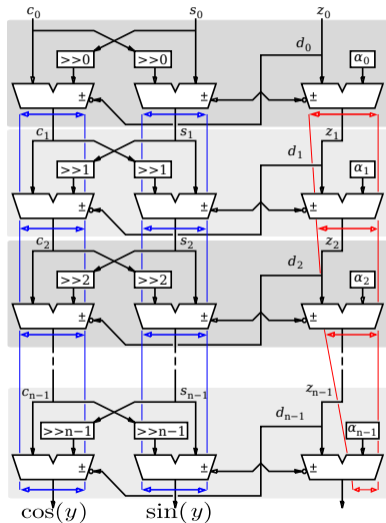 c₀ s₀ z₀
d₀
>>0 >>0 α₀
± ± ±
c₁ s₁ z₁
d₁
>>1 >>1 α₁
± ± ±
c₂ s₂ z₂
d₂
>>2 >>2 α₂
± ± ±
cₙ₋₁ sₙ₋₁ zₙ₋₁
dₙ₋₁
>>n-1 >>n-1 αₙ₋₁
± ± ±
cos(y) sin(y)